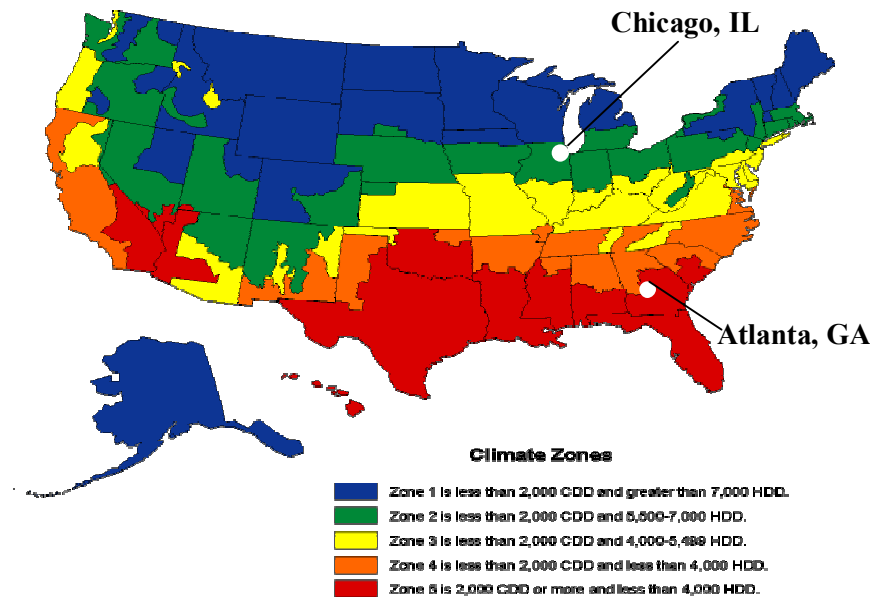 Chicago, IL
Atlanta, GA
Climate Zones
Zone 1 is less than 2,000 CDD and greater than 7,000 HDD.
Zone 2 is less than 2,000 CDD and 5,500-7,000 HDD.
Zone 3 is less than 2,000 CDD and 4,000-5,499 HDD.
Zone 4 is less than 2,000 CDD and less than 4,000 HDD.
Zone 5 is 2,000 CDD or more and less than 4,000 HDD.